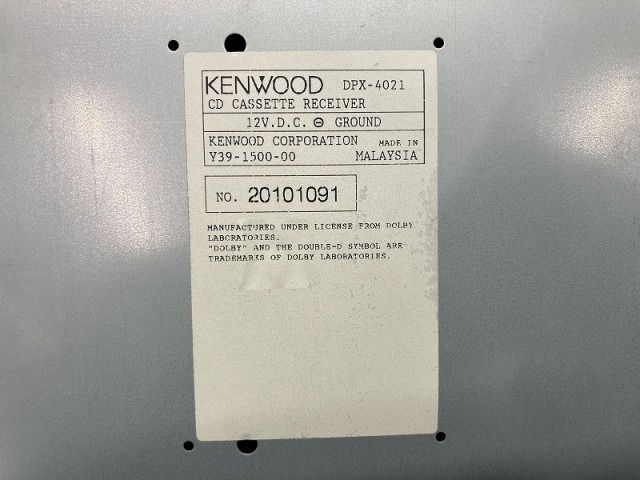 KENWOOD DPX-4021
CD CASSETTE RECEIVER
12V.D.C. ⊖ GROUND
KENWOOD CORPORATION MADE IN
Y39-1500-00 MALAYSIA
NO. 20101091
MANUFACTURED UNDER LICENSE FROM DOLBY
LABORATORIES.
"DOLBY" AND THE DOUBLE-D SYMBOL ARE
TRADEMARKS OF DOLBY LABORATORIES.